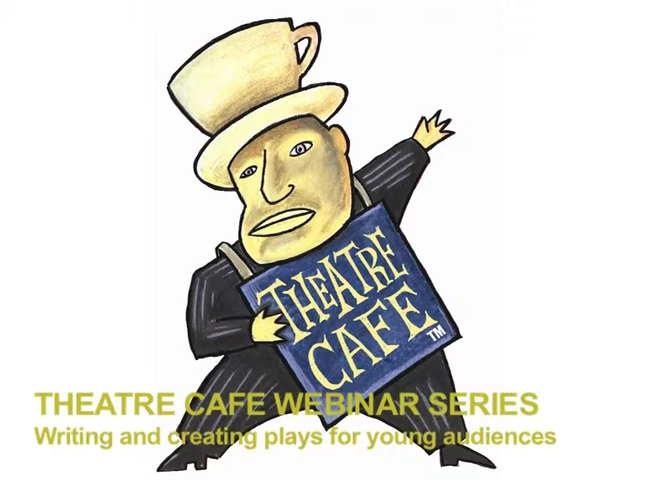 THEATRE
CAFE
TM
THEATRE CAFE WEBINAR SERIES
Writing and creating plays for young audiences